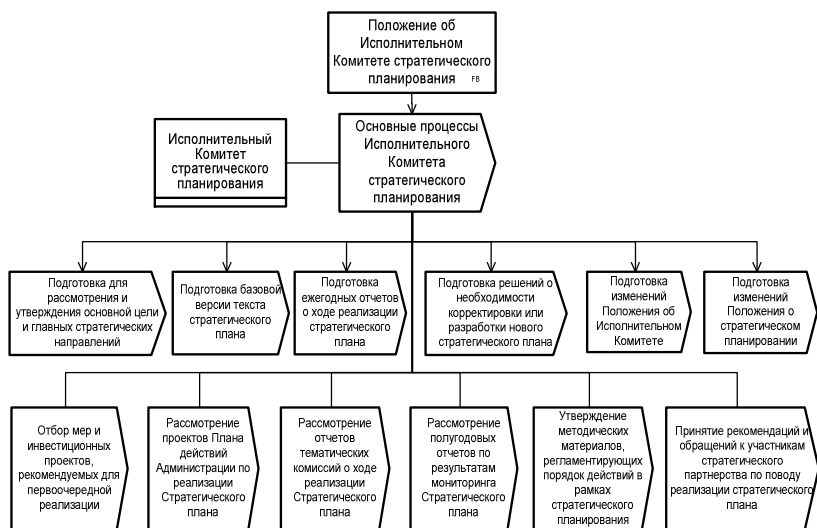 Положение об
Исполнительном
Комитете стратегического
планирования FB
Исполнительный
Комитет
стратегического
планирования
Основные процессы
Исполнительного
Комитета
стратегического
планирования
Подготовка для
рассмотрения и
утверждения основной цели
и главных стратегических
направлений
Подготовка базовой
версии текста
стратегического
плана
Подготовка
ежегодных отчетов
о ходе реализации
стратегического
плана
Подготовка решений о
необходимости
корректировки или
разработки нового
стратегического плана
Подготовка
изменений
Положения об
Исполнительном
Комитете
Подготовка
изменений
Положения о
стратегическом
планировании
Отбор мер и
инвестиционных
проектов,
рекомендуемых для
первоочередной
реализации
Рассмотрение
проектов Плана
действий
Администрации по
реализации
Стратегического
плана
Рассмотрение
отчетов
тематических
комиссий о ходе
реализации
Стратегического
плана
Рассмотрение
полугодовых
отчетов по
результатам
мониторинга
Стратегического
плана
Утверждение
методических
материалов,
регламентирующих
порядок действий в
рамках
стратегического
планирования
Принятие рекомендаций и
обращений к участникам
стратегического
партнерства по поводу
реализации стратегического
плана